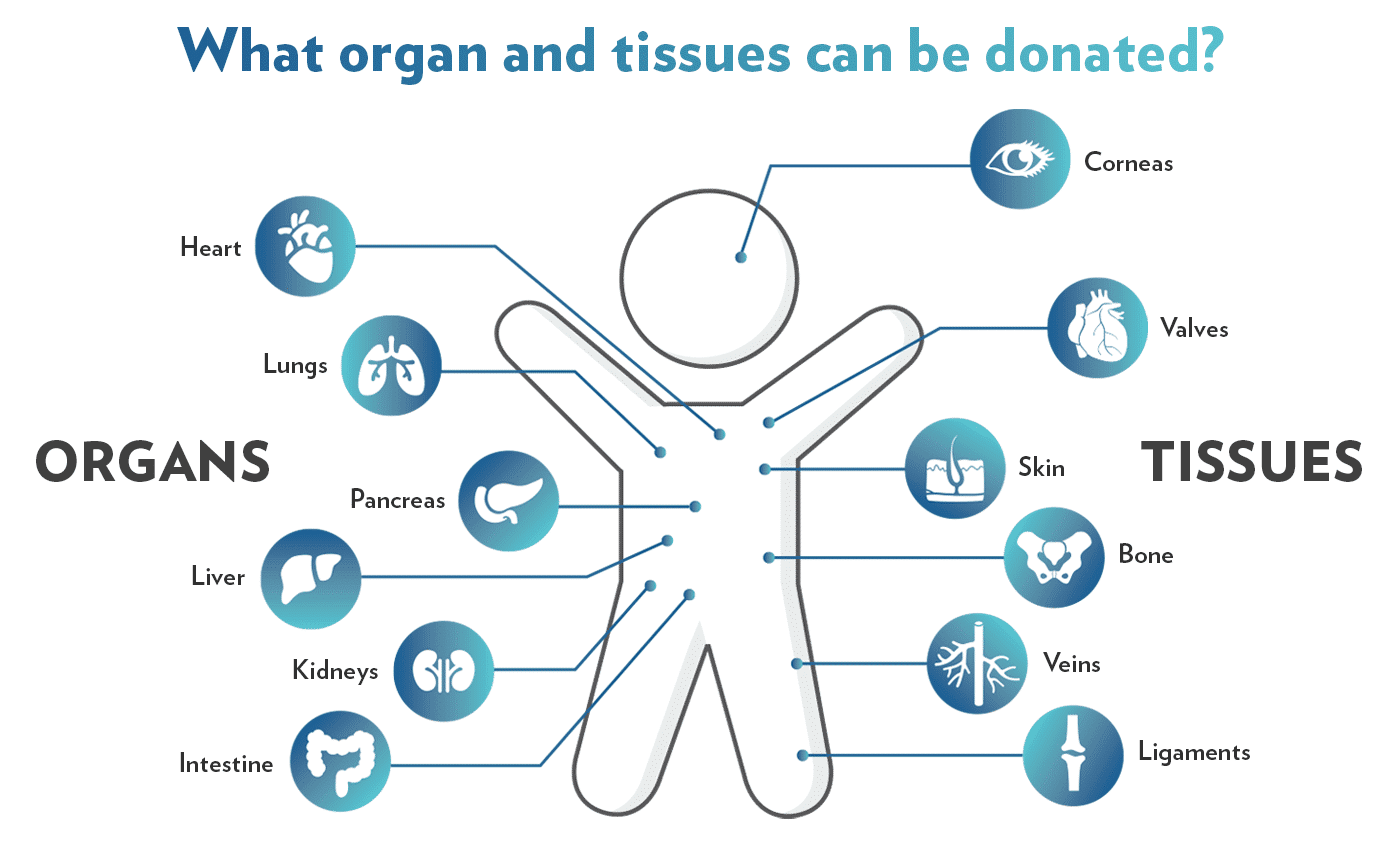 What organ and tissues can be donated?
ORGANS
Heart
Lungs
Pancreas
Liver
Kidneys
Intestine
TISSUES
Corneas
Valves
Skin
Bone
Veins
Ligaments